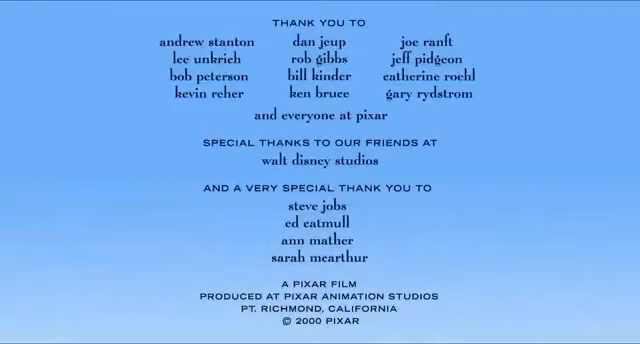 THANK YOU TO
andrew stanton dan jeup joe ranft
lee unkrich rob gibbs jeff pidgeon
bob peterson bill kinder catherine roehl
kevin reher ken bruce gary rydstrom
and everyone at pixar
SPECIAL THANKS TO OUR FRIENDS AT
walt disney studios
AND A VERY SPECIAL THANK YOU TO
steve jobs
ed catmull
ann mather
sarah mcarthur
A PIXAR FILM
PRODUCED AT PIXAR ANIMATION STUDIOS
PT. RICHMOND, CALIFORNIA
© 2000 PIXAR